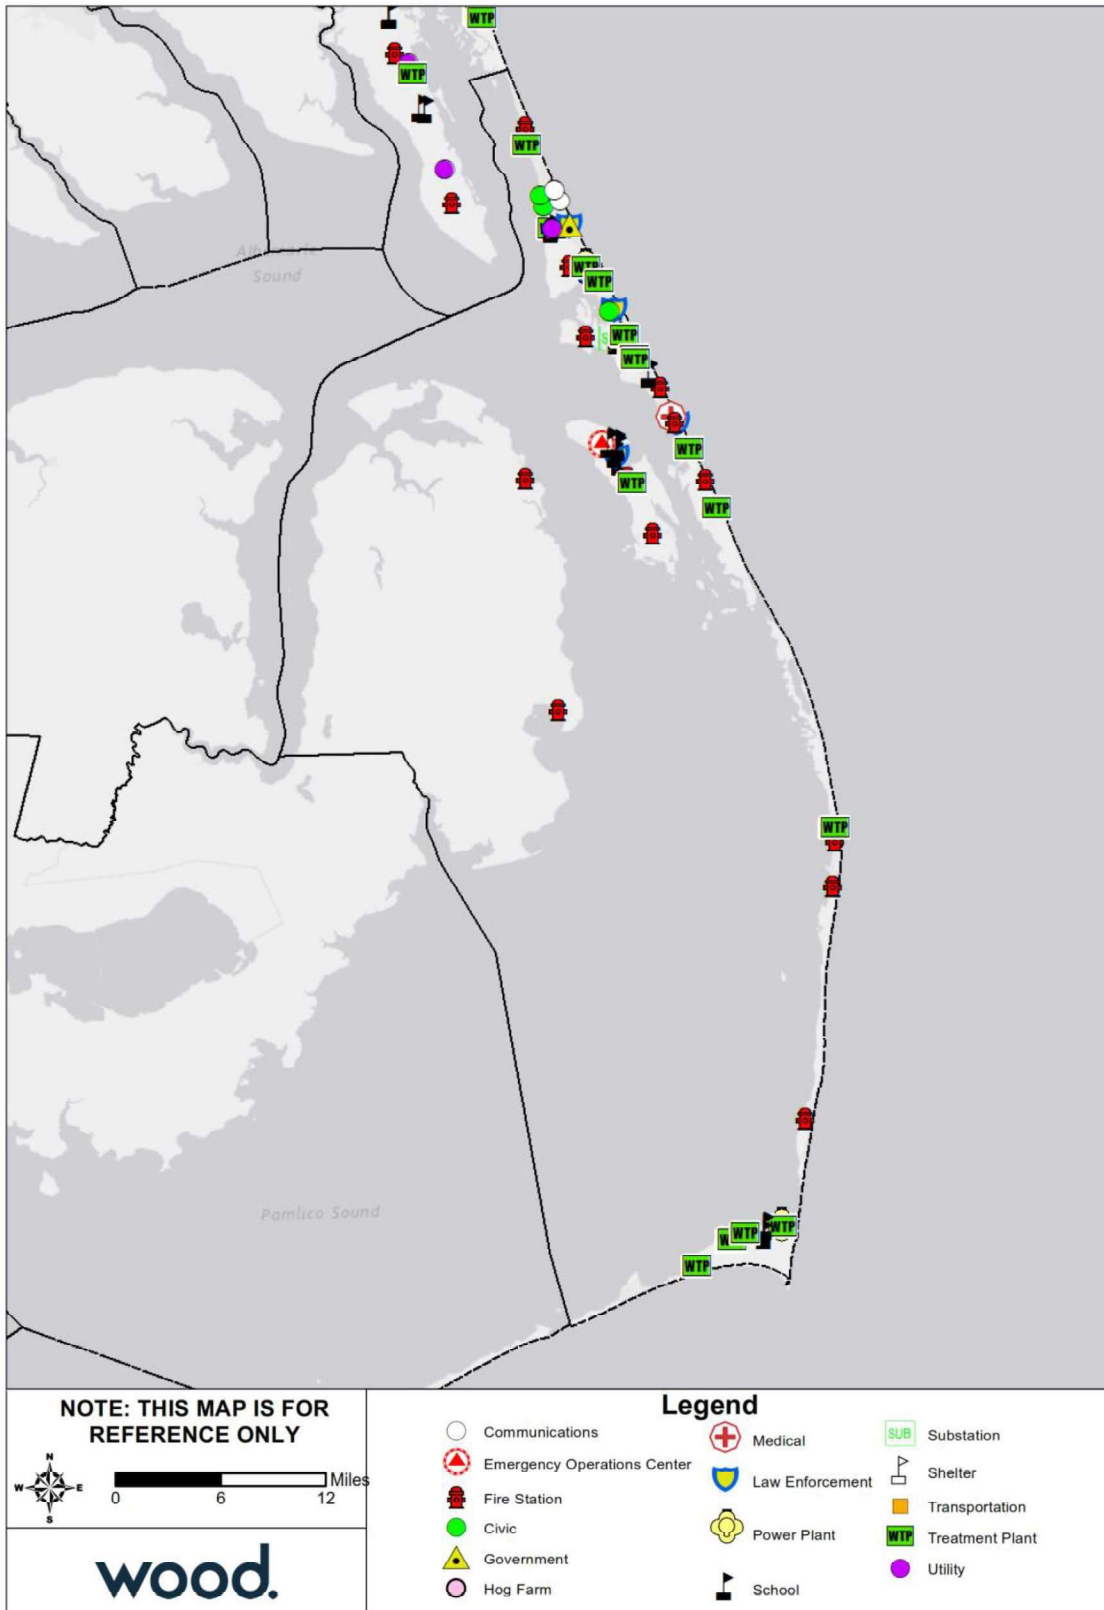 WTP
WTP
WTP
Albemarle
Sound
WTP
WTP
WTP
WTP
WTP
WTP
WTP
WTP
Pamlico Sound
WTP
WTP
WTP
NOTE: THIS MAP IS FOR
REFERENCE ONLY
N
W E
S
0 6 12 Miles
wood.
Legend
Communications
Emergency Operations Center
Fire Station
Civic
Government
Hog Farm
Medical
Law Enforcement
Power Plant
School
SUB Substation
Shelter
Transportation
WTP Treatment Plant
Utility